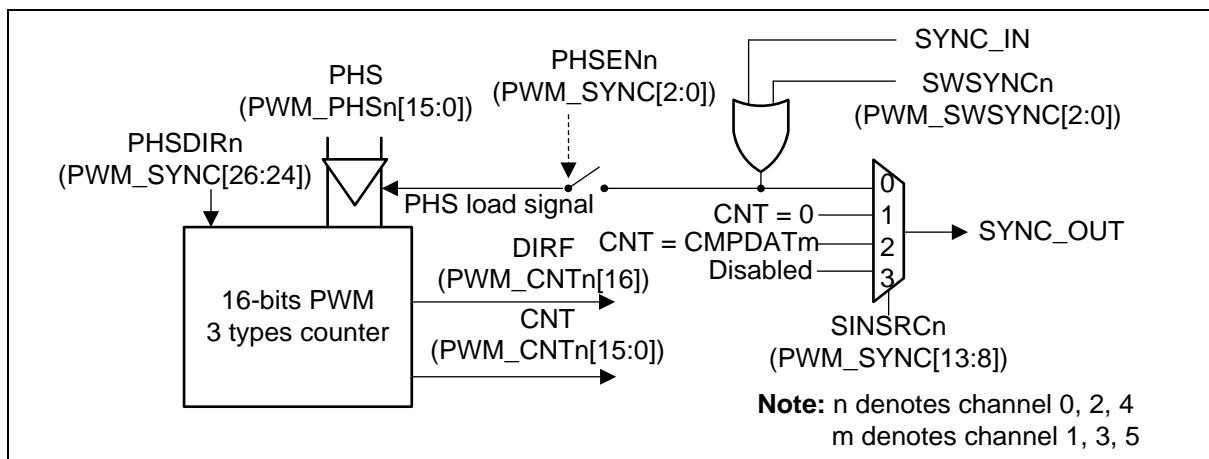 SYNC_IN
PHS
(PWM_PHSn[15:0])
PHSENn
(PWM_SYNC[2:0])
SWSYNCn
(PWM_SWSYNC[2:0])
PHSDIRn
(PWM_SYNC[26:24])
PHS load signal
0
CNT = 0
1
CNT = CMPDATm
2
SYNC_OUT
Disabled
3
DIRF
(PWM_CNTn[16])
16-bits PWM
3 types counter
CNT
(PWM_CNTn[15:0])
SINSRCn
(PWM_SYNC[13:8])
Note: n denotes channel 0, 2, 4
m denotes channel 1, 3, 5